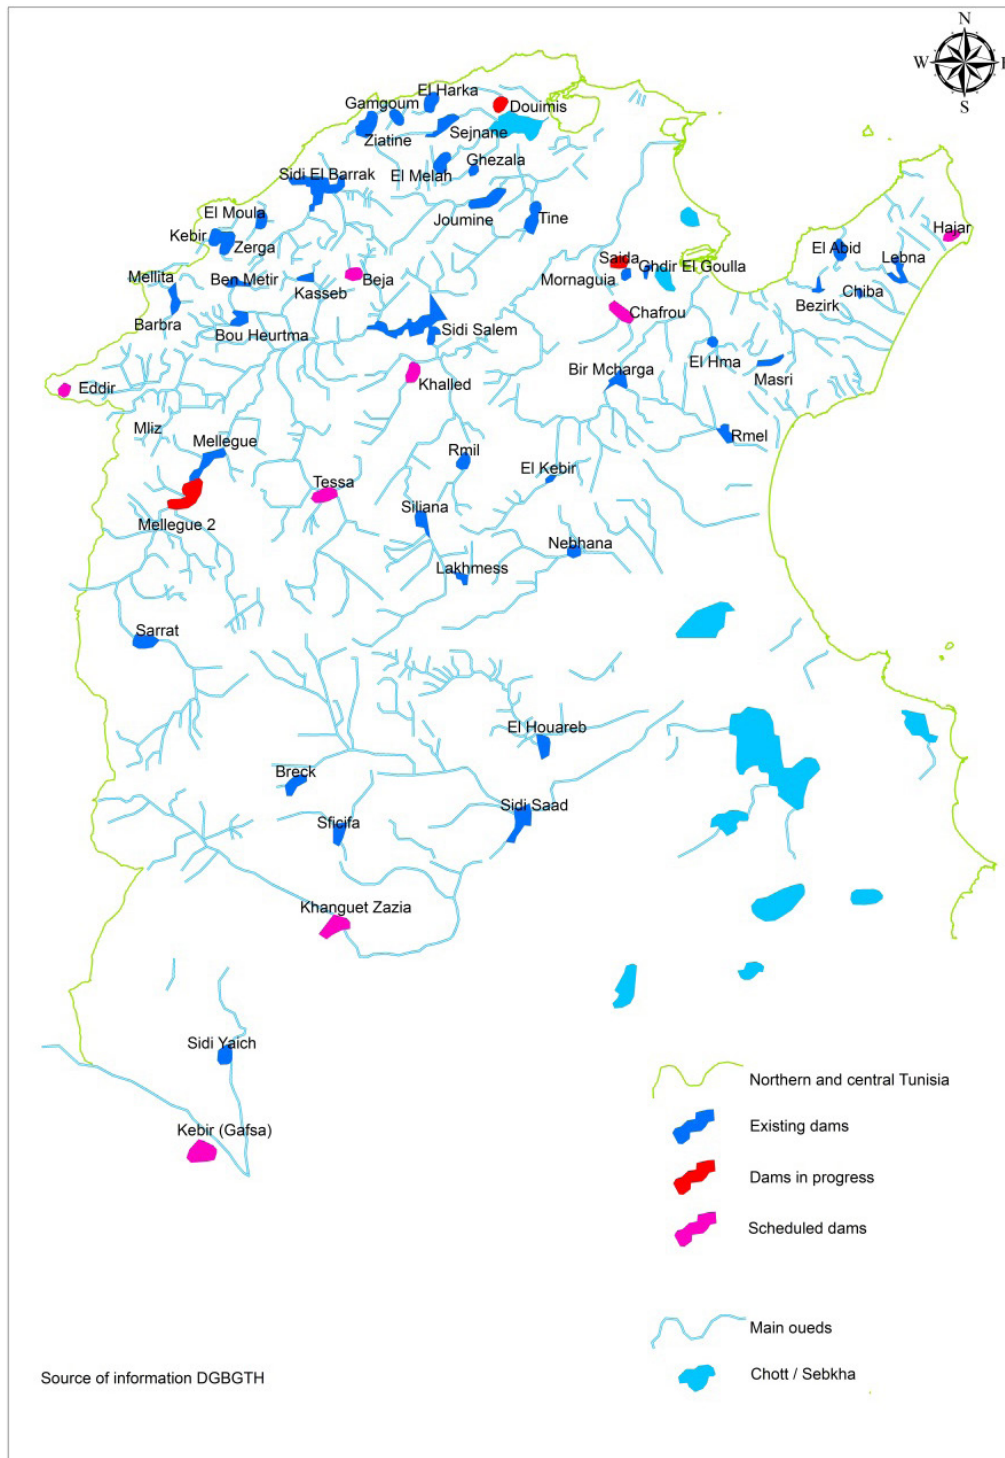 N
W
E
S
El Harka
Gamgoum
Douimis
Ziatine
Sejnane
Ghezala
El Melah
Sidi El Barrak
El Moula
Joumine
Tine
Kebir
Zerga
Hajar
El Abid
Lebna
Saida
Ghdir El Goulla
Mellita
Ben Metir
Beja
Mornaguia
Kasseb
Bezirk
Chiba
Barbra
Bou Heurtma
Sidi Salem
Chafrou
El Hma
Masri
Bir Mcharga
Eddir
Khalled
Mliz
Mellegue
Rmel
Rmil
El Kebir
Tessa
Siliana
Mellegue 2
Nebhana
Lakhmess
Sarrat
El Houareb
Breck
Sidi Saad
Sficifa
Khanguet Zazia
Sidi Yaich
Kebir (Gafsa)
Northern and central Tunisia
Existing dams
Dams in progress
Scheduled dams
Main oueds
Chott / Sebkha
Source of information DGBGTH